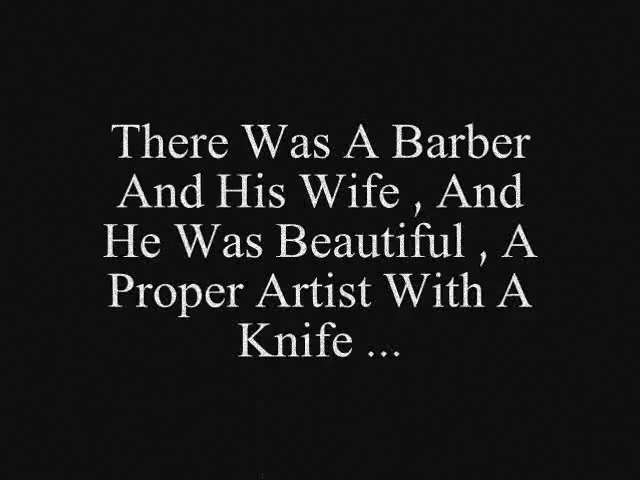 There Was A Barber
And His Wife , And
He Was Beautiful , A
Proper Artist With A
Knife ...